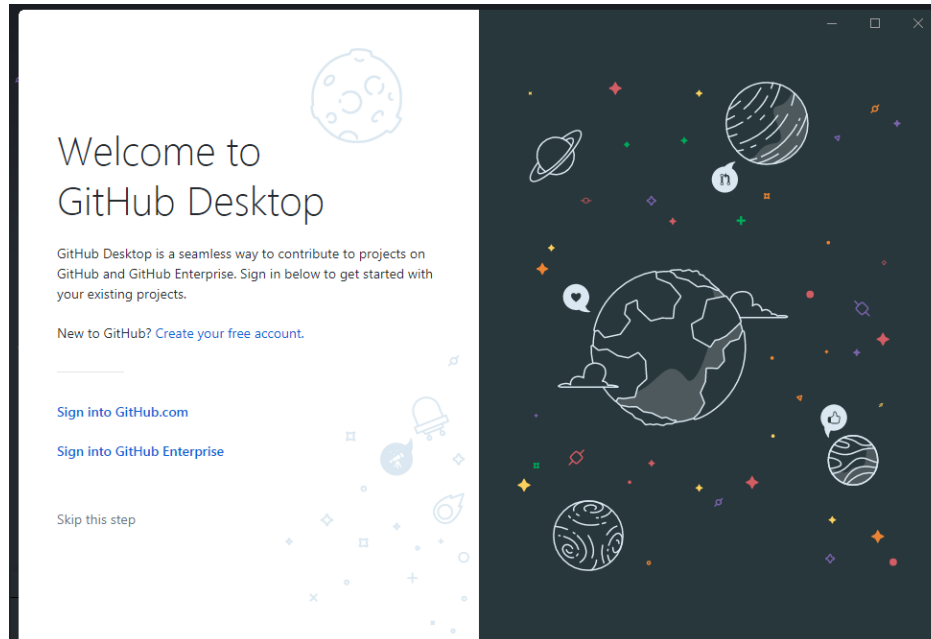 Welcome to
GitHub Desktop
GitHub Desktop is a seamless way to contribute to projects on
GitHub and GitHub Enterprise. Sign in below to get started with
your existing projects.
New to GitHub? Create your free account.
Sign into GitHub.com
Sign into GitHub Enterprise
Skip this step